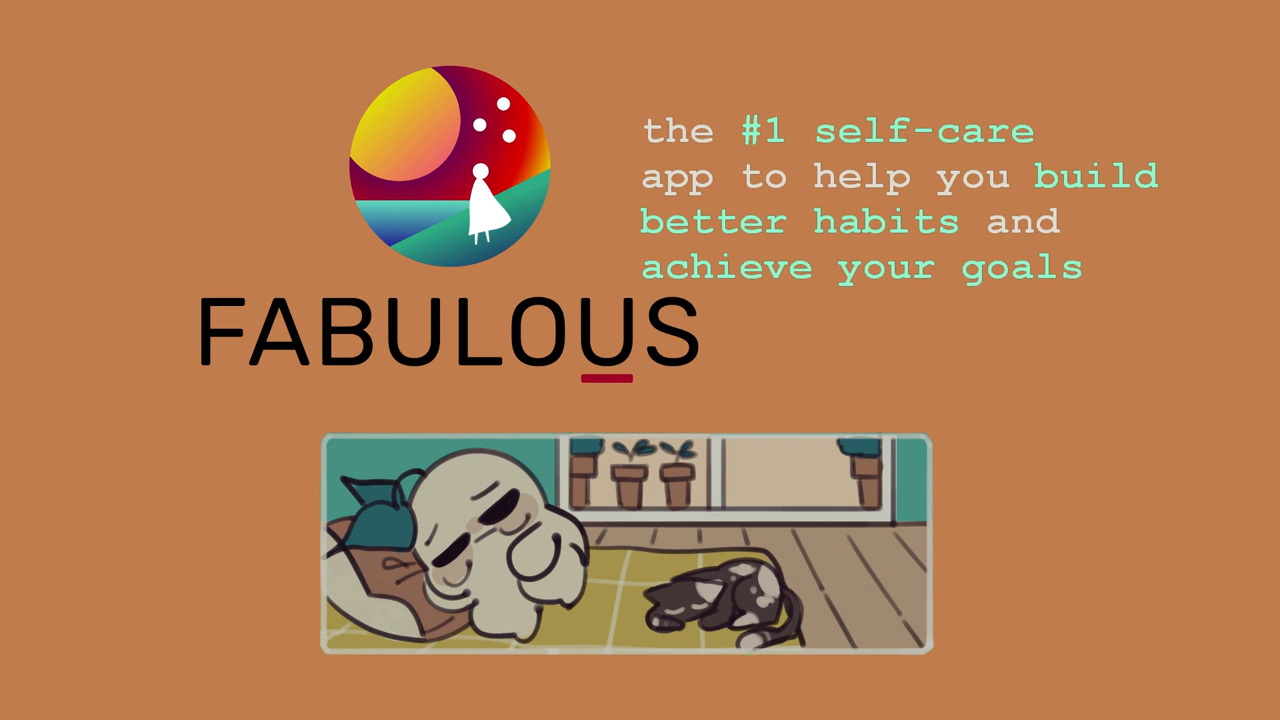 the #1 self-care
app to help you build
better habits and
achieve your goals
FABULOUS